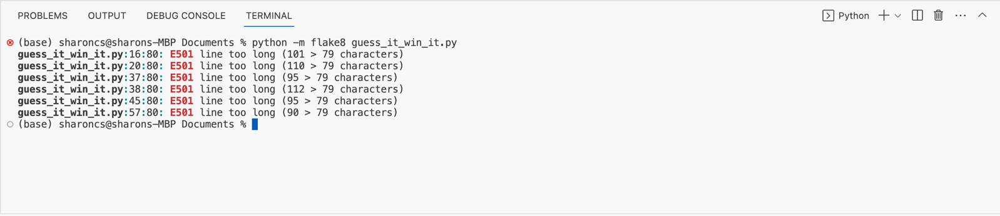 PROBLEMS OUTPUT DEBUG CONSOLE TERMINAL Python
(base) sharoncs@sharons-MBP Documents % python -m flake8 guess_it_win_it.py
guess_it_win_it.py:16:80: E501 line too long (101 > 79 characters)
guess_it_win_it.py:20:80: E501 line too long (110 > 79 characters)
guess_it_win_it.py:37:80: E501 line too long (95 > 79 characters)
guess_it_win_it.py:38:80: E501 line too long (112 > 79 characters)
guess_it_win_it.py:45:80: E501 line too long (95 > 79 characters)
guess_it_win_it.py:57:80: E501 line too long (90 > 79 characters)
(base) sharoncs@sharons-MBP Documents %